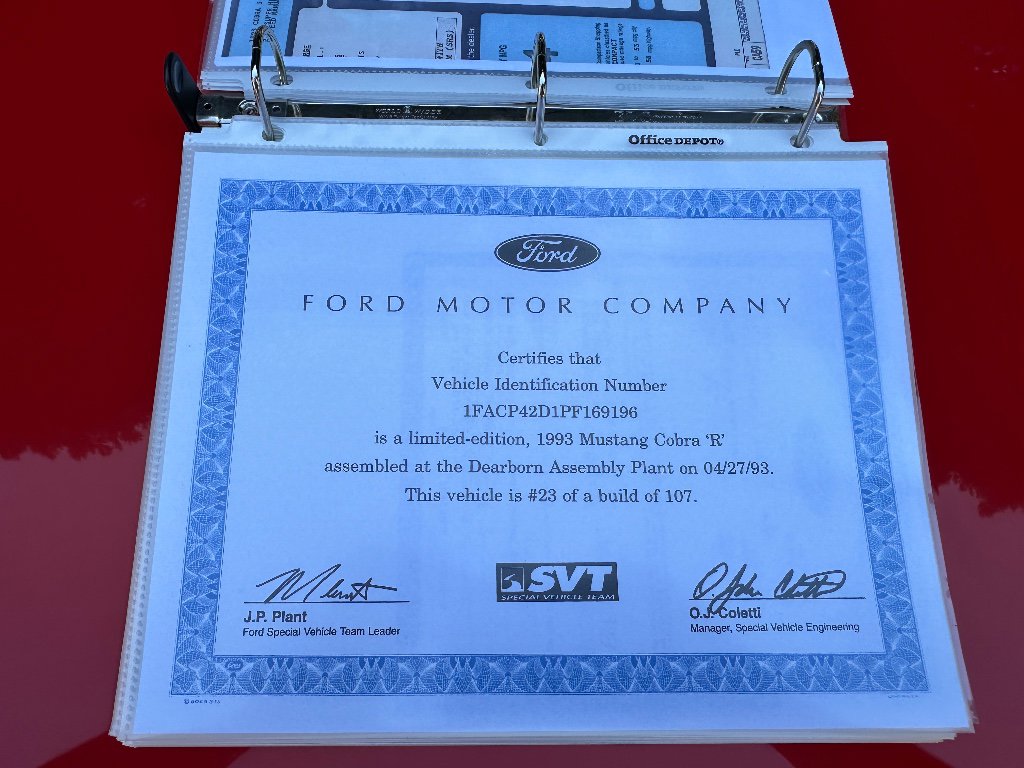 Office DEPOT®
Ford
FORD MOTOR COMPANY
Certifies that
Vehicle Identification Number
1FACP42D1PF169196
is a limited-edition, 1993 Mustang Cobra 'R'
assembled at the Dearborn Assembly Plant on 04/27/93.
This vehicle is #23 of a build of 107.
SVT
SPECIAL VEHICLE TEAM
J.P. Plant
Ford Special Vehicle Team Leader
O.J. Coletti
Manager, Special Vehicle Engineering